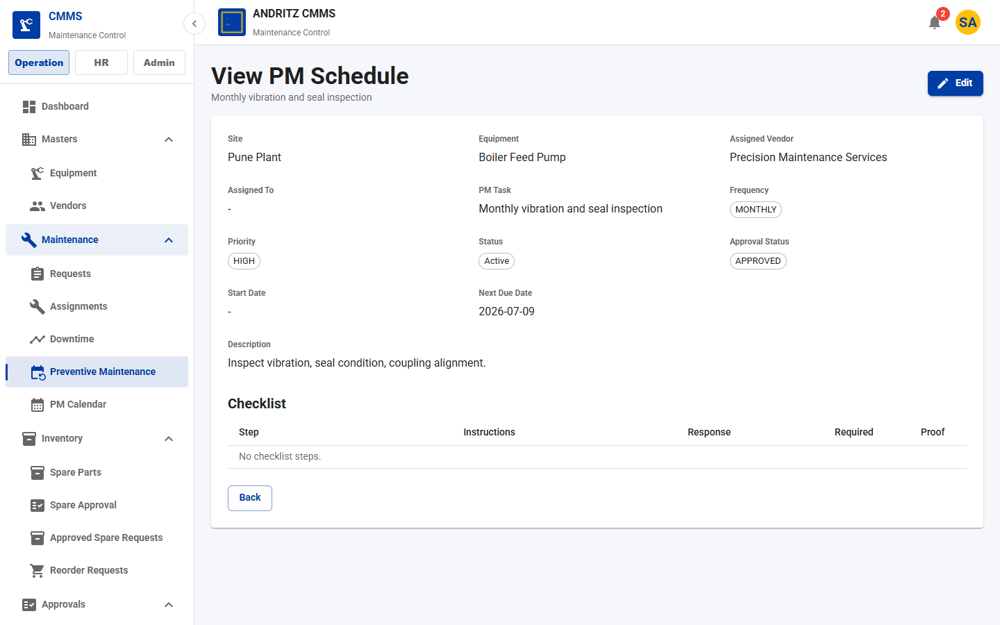 CMMS
Maintenance Control
Operation
HR
Admin
Dashboard
Masters
Equipment
Vendors
Maintenance
Requests
Assignments
Downtime
Preventive Maintenance
PM Calendar
Inventory
Spare Parts
Spare Approval
Approved Spare Requests
Reorder Requests
Approvals
ANDRITZ CMMS
Maintenance Control
2
SA
View PM Schedule
Monthly vibration and seal inspection
Edit
Site
Pune Plant
Equipment
Boiler Feed Pump
Assigned Vendor
Precision Maintenance Services
Assigned To
-
PM Task
Monthly vibration and seal inspection
Frequency
MONTHLY
Priority
HIGH
Status
Active
Approval Status
APPROVED
Start Date
-
Next Due Date
2026-07-09
Description
Inspect vibration, seal condition, coupling alignment.
Checklist
Step Instructions Response Required Proof
No checklist steps.
Back